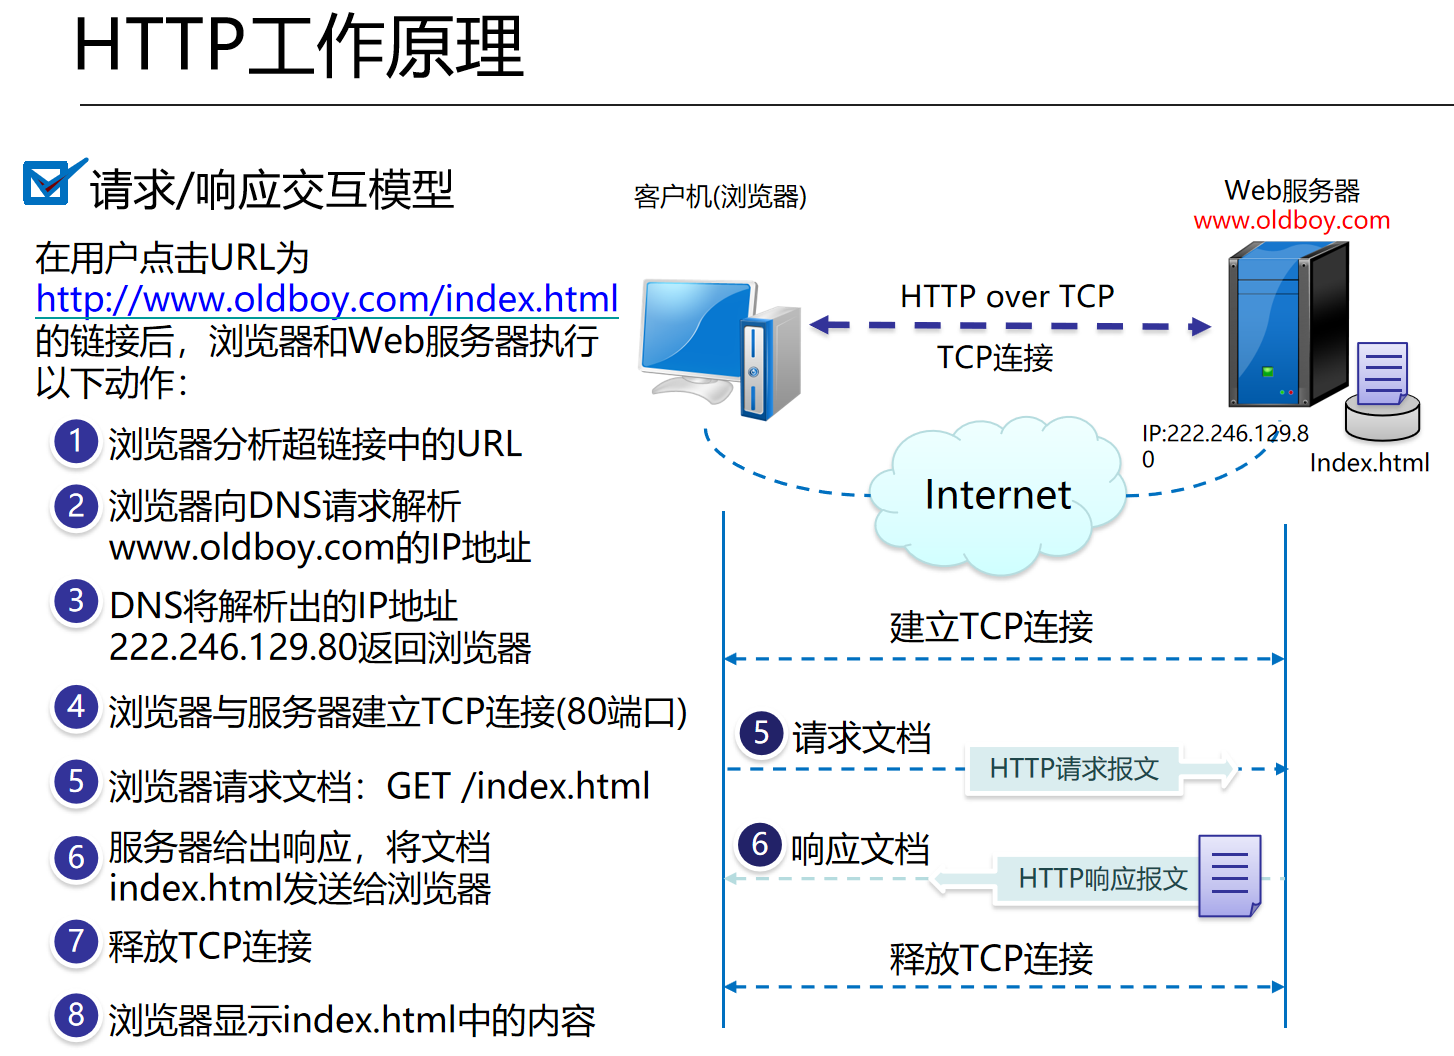 HTTP工作原理
请求/响应交互模型
在用户点击URL为
http://www.oldboy.com/index.html
的链接后，浏览器和Web服务器执行
以下动作：
1 浏览器分析超链接中的URL
2 浏览器向DNS请求解析
www.oldboy.com的IP地址
3 DNS将解析出的IP地址
222.246.129.80返回浏览器
4 浏览器与服务器建立TCP连接(80端口)
5 浏览器请求文档：GET /index.html
6 服务器给出响应，将文档
index.html发送给浏览器
7 释放TCP连接
8 浏览器显示index.html中的内容
客户机(浏览器)
Web服务器
www.oldboy.com
HTTP over TCP
TCP连接
IP:222.246.129.8
0
Index.html
Internet
建立TCP连接
5 请求文档
HTTP请求报文
6 响应文档
HTTP响应报文
释放TCP连接